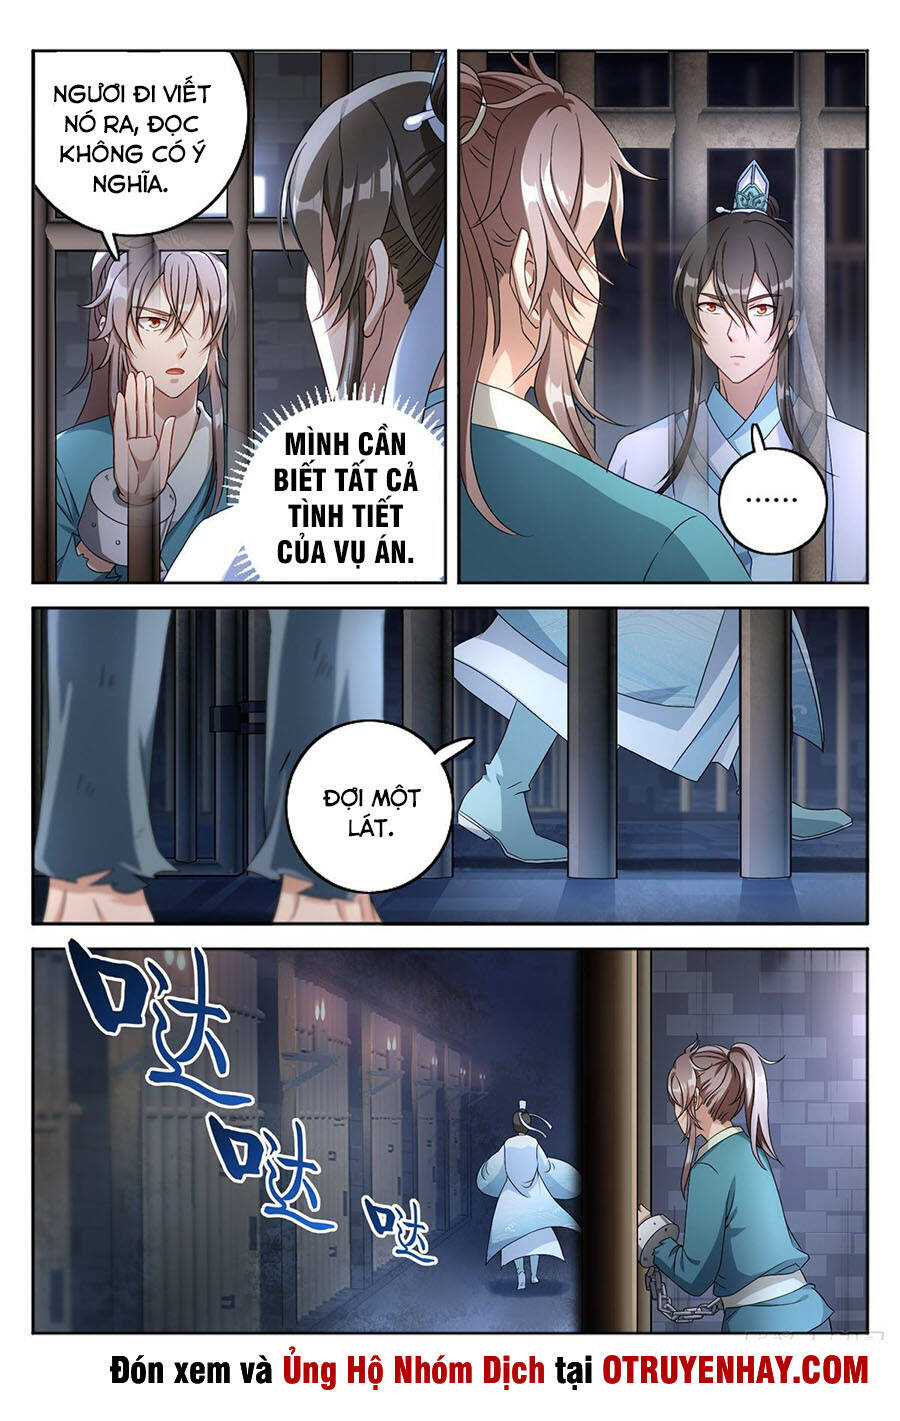 NGƯƠI ĐI VIẾT
NÓ RA, ĐỌC
KHÔNG CÓ Ý
NGHĨA.
MÌNH CẦN
BIẾT TẤT CẢ
TÌNH TIẾT
CỦA VỤ ÁN.
......
ĐỢI MỘT
LÁT.
哒
哒
哒
Đón xem và Ủng Hộ Nhóm Dịch tại OTRUYENHAY.COM